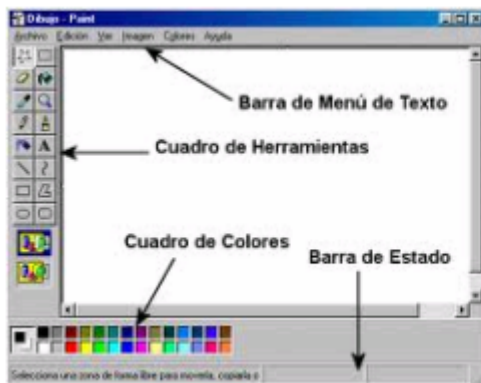 Dibujo - Paint
Archivo Edición Ver Imagen Colores Ayuda
Barra de Menú de Texto
A
Cuadro de Herramientas
Cuadro de Colores
Barra de Estado
Selecciona una zona de forma libre para moverla, copiarla o